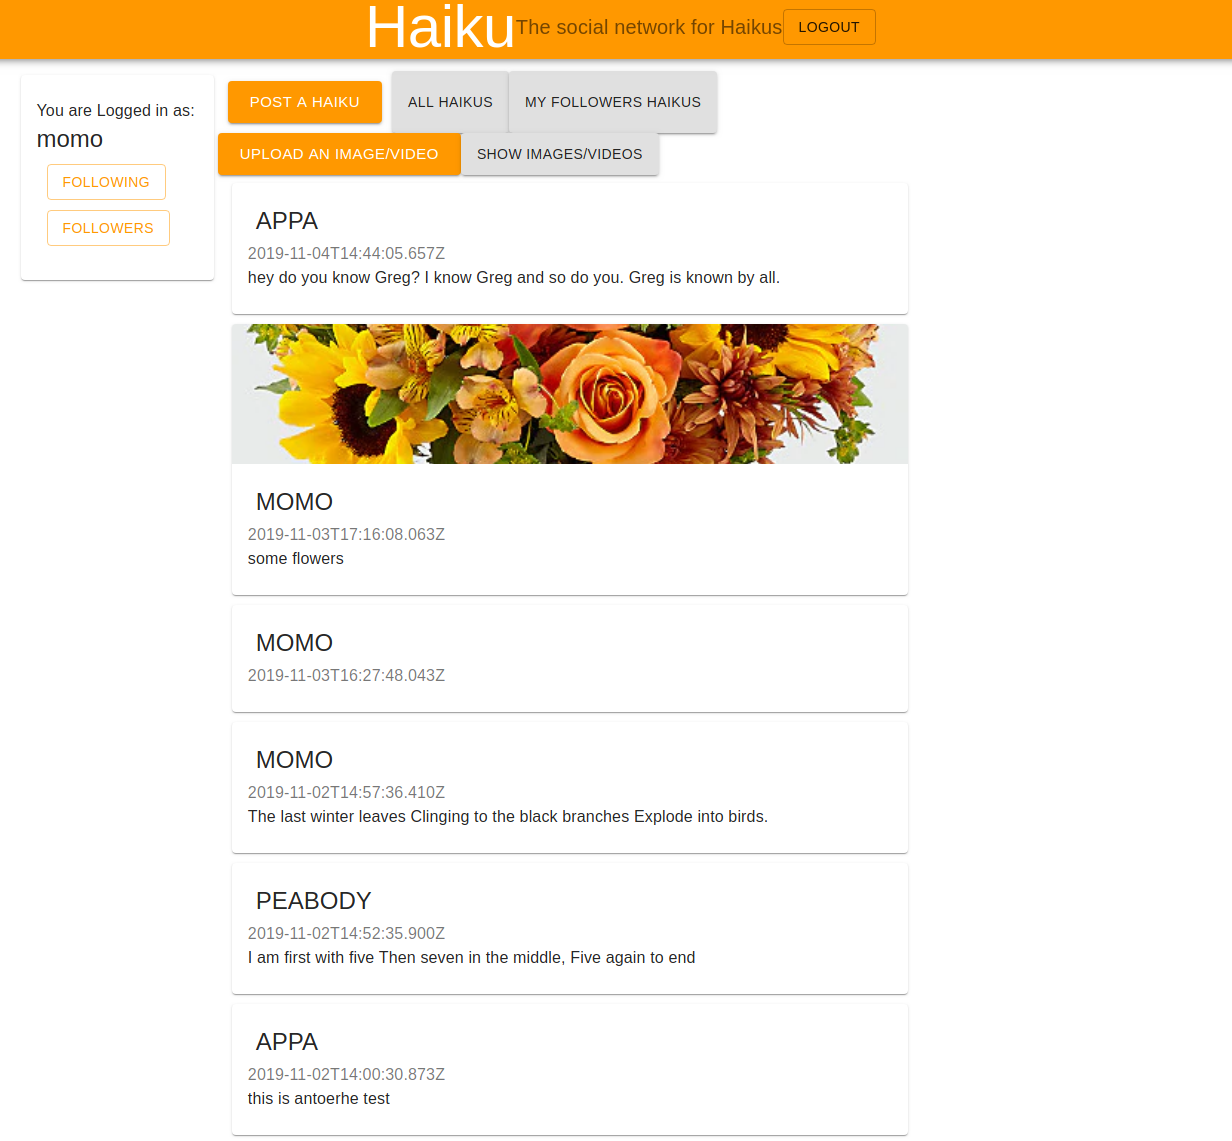 Haiku The social network for Haikus LOGOUT
You are Logged in as:
momo
FOLLOWING
FOLLOWERS
POST A HAIKU ALL HAIKUS MY FOLLOWERS HAIKUS
UPLOAD AN IMAGE/VIDEO SHOW IMAGES/VIDEOS
APPA
2019-11-04T14:44:05.657Z
hey do you know Greg? I know Greg and so do you. Greg is known by all.
MOMO
2019-11-03T17:16:08.063Z
some flowers
MOMO
2019-11-03T16:27:48.043Z
MOMO
2019-11-02T14:57:36.410Z
The last winter leaves Clinging to the black branches Explode into birds.
PEABODY
2019-11-02T14:52:35.900Z
I am first with five Then seven in the middle, Five again to end
APPA
2019-11-02T14:00:30.873Z
this is antoerhe test